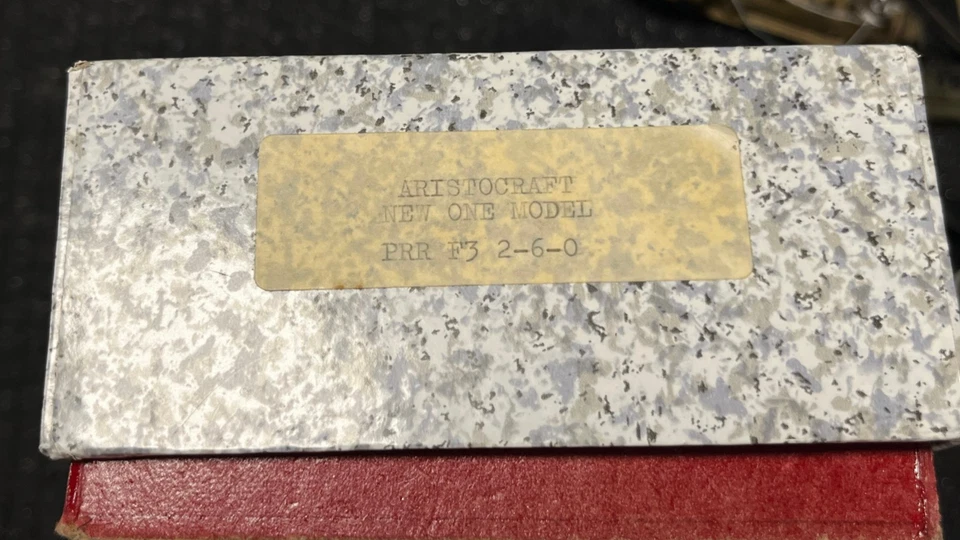 ARISTOCRAFT
NEW ONE MODEL
PRR F3 2-6-0